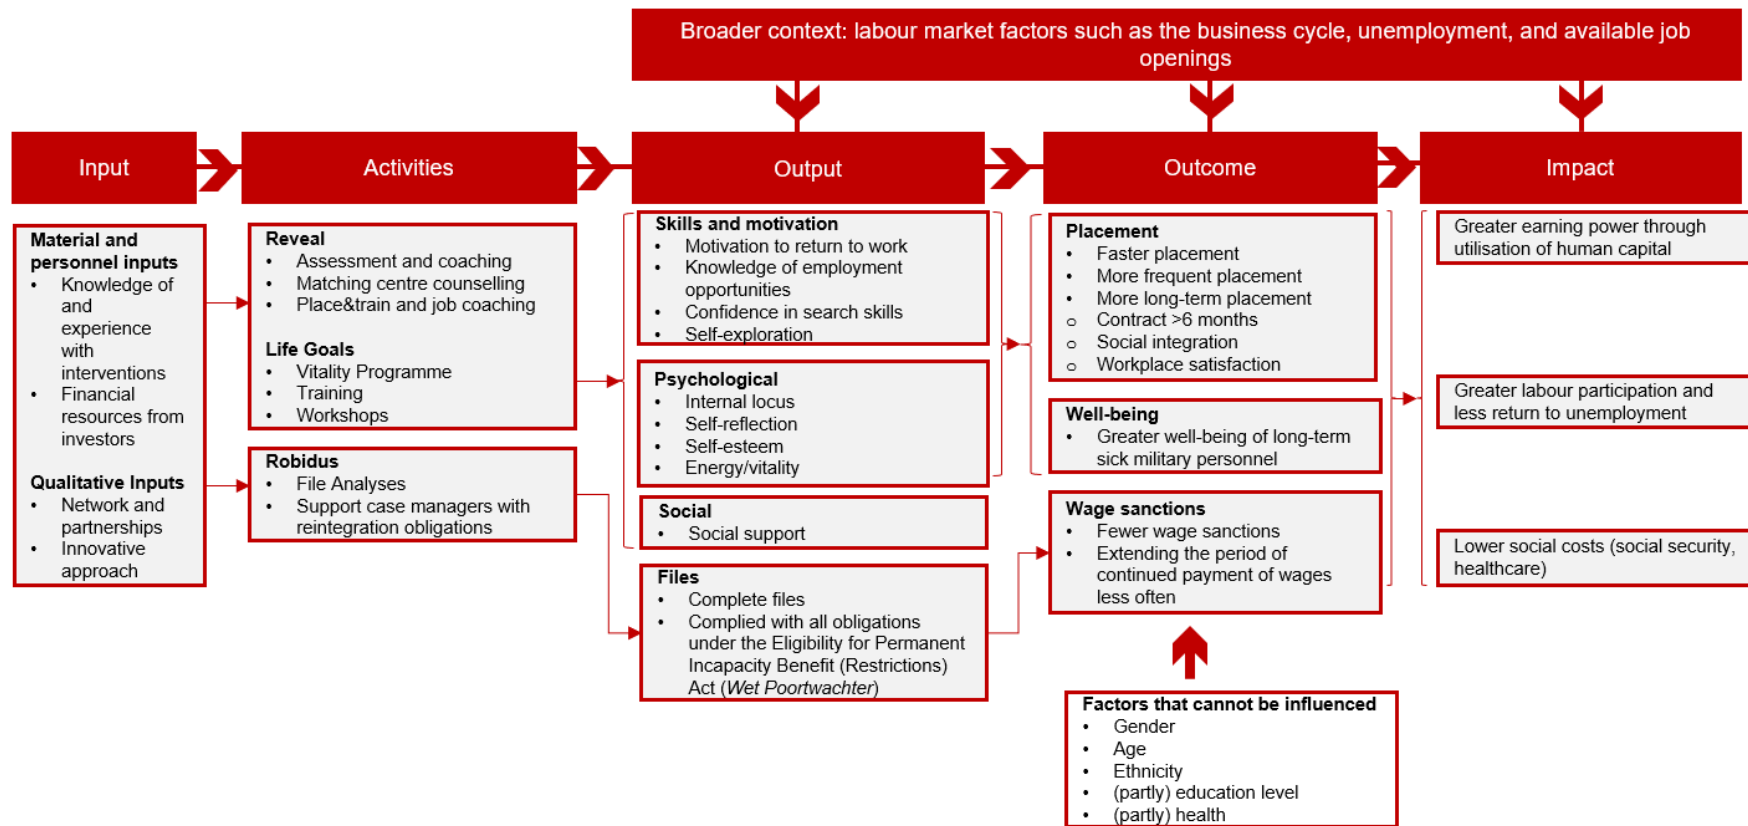 Broader context: labour market factors such as the business cycle, unemployment, and available job
openings
Input
Activities
Output
Outcome
Impact
Material and
personnel inputs
• Knowledge of
and
experience
with
interventions
• Financial
resources from
investors
Qualitative Inputs
• Network and
partnerships
• Innovative
approach
Reveal
• Assessment and coaching
• Matching centre counselling
• Place&train and job coaching
Life Goals
• Vitality Programme
• Training
• Workshops
Robidus
• File Analyses
• Support case managers with
reintegration obligations
Skills and motivation
• Motivation to return to work
• Knowledge of employment
opportunities
• Confidence in search skills
• Self-exploration
Psychological
• Internal locus
• Self-reflection
• Self-esteem
• Energy/vitality
Social
• Social support
Files
• Complete files
• Complied with all obligations
under the Eligibility for Permanent
Incapacity Benefit (Restrictions)
Act (Wet Poortwachter)
Placement
• Faster placement
• More frequent placement
• More long-term placement
o Contract >6 months
o Social integration
o Workplace satisfaction
Well-being
• Greater well-being of long-term
sick military personnel
Wage sanctions
• Fewer wage sanctions
• Extending the period of
continued payment of wages
less often
Factors that cannot be influenced
• Gender
• Age
• Ethnicity
• (partly) education level
• (partly) health
Greater earning power through
utilisation of human capital
Greater labour participation and
less return to unemployment
Lower social costs (social security,
healthcare)